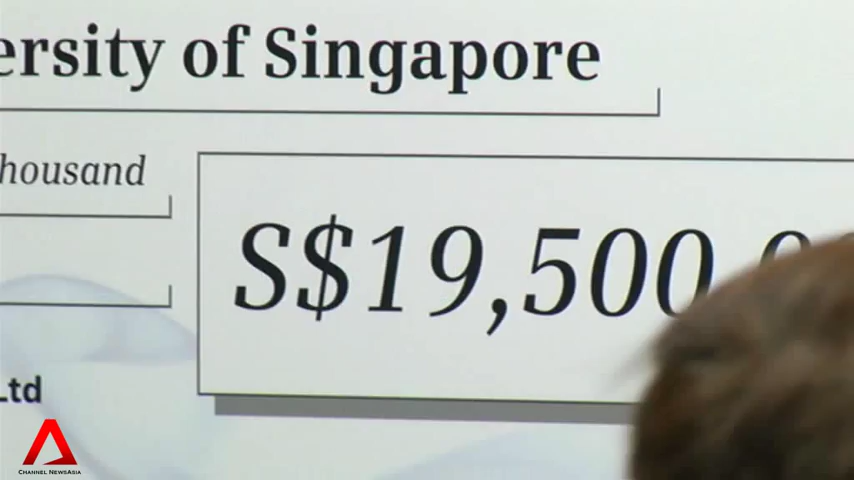 ersity of Singapore
housand
S$19,500
Ltd
CHANNEL NEWSASIA